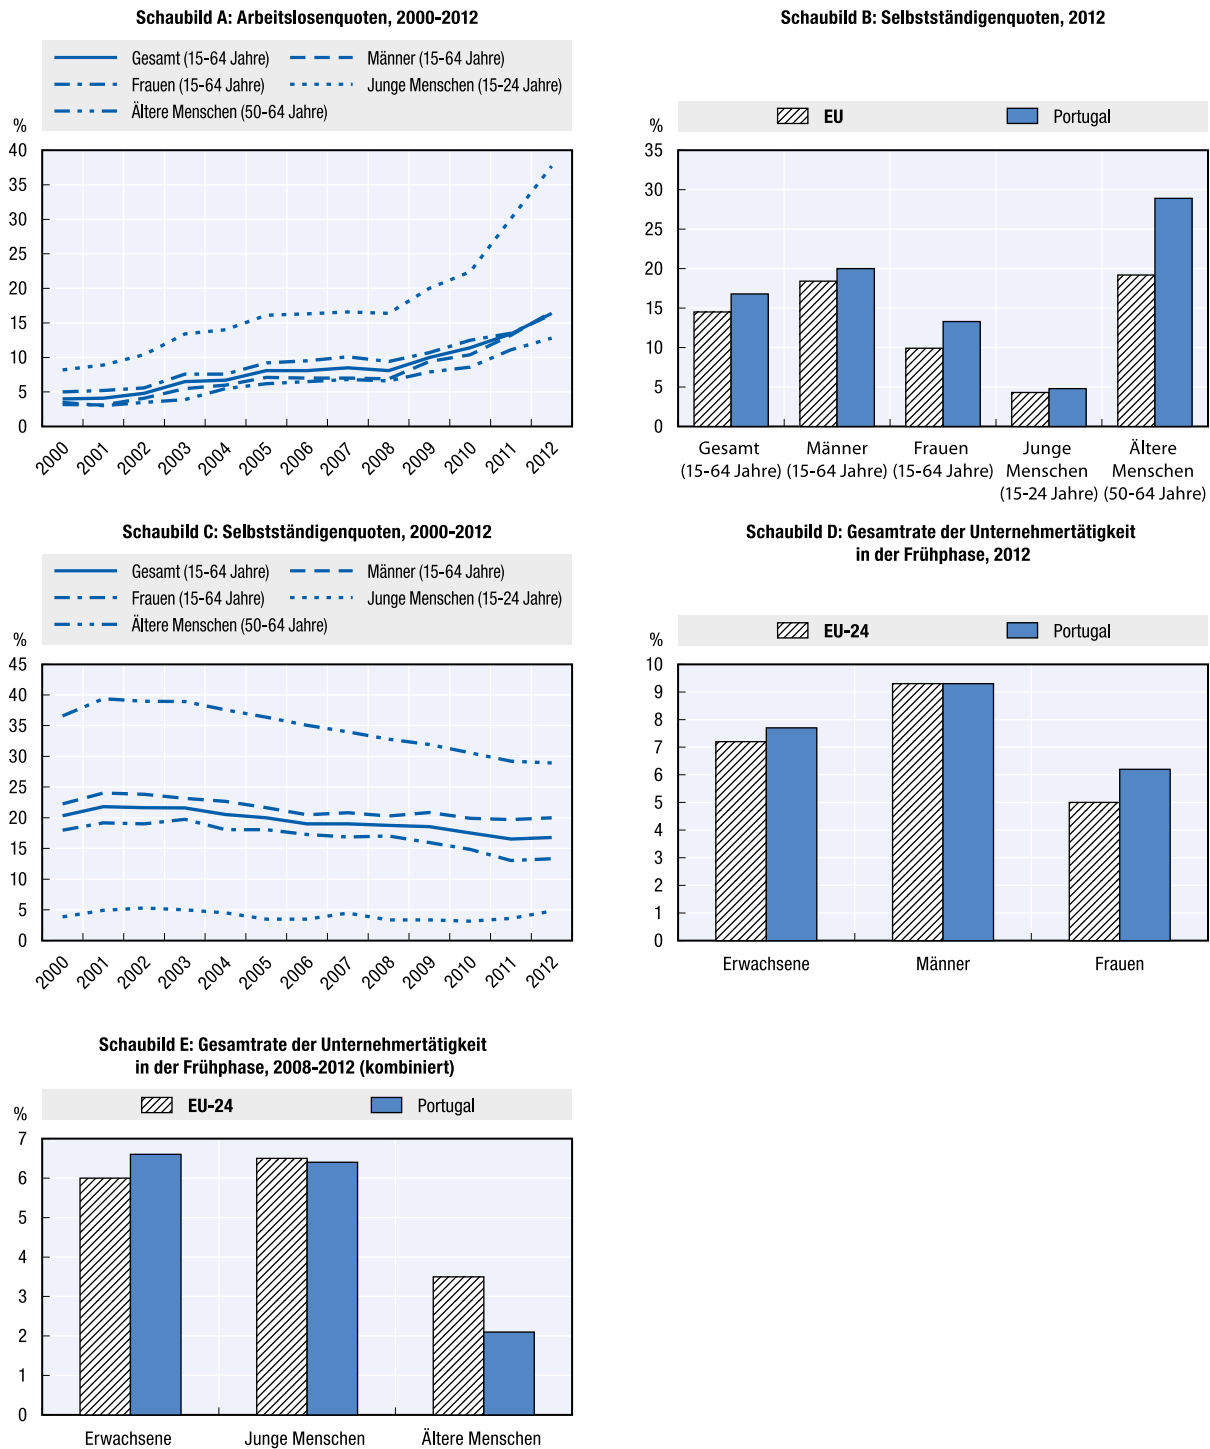 Schaubild A: Arbeitslosenquoten, 2000-2012
Gesamt (15-64 Jahre)
Männer (15-64 Jahre)
Frauen (15-64 Jahre)
Junge Menschen (15-24 Jahre)
Ältere Menschen (50-64 Jahre)
%
40
35
30
25
20
15
10
5
0
2000
2001
2002
2003
2004
2005
2006
2007
2008
2009
2010
2011
2012
Schaubild B: Selbstständigenquoten, 2012
EU
Portugal
%
35
30
25
20
15
10
5
0
Gesamt
(15-64 Jahre)
Männer
(15-64 Jahre)
Frauen
(15-64 Jahre)
Junge
Menschen
(15-24 Jahre)
Ältere
Menschen
(50-64 Jahre)
Schaubild C: Selbstständigenquoten, 2000-2012
Gesamt (15-64 Jahre)
Männer (15-64 Jahre)
Frauen (15-64 Jahre)
Junge Menschen (15-24 Jahre)
Ältere Menschen (50-64 Jahre)
%
45
40
35
30
25
20
15
10
5
0
2000
2001
2002
2003
2004
2005
2006
2007
2008
2009
2010
2011
2012
Schaubild D: Gesamtrate der Unternehmertätigkeit
in der Frühphase, 2012
EU-24
Portugal
%
10
9
8
7
6
5
4
3
2
1
0
Erwachsene
Männer
Frauen
Schaubild E: Gesamtrate der Unternehmertätigkeit
in der Frühphase, 2008-2012 (kombiniert)
EU-24
Portugal
%
7
6
5
4
3
2
1
0
Erwachsene
Junge Menschen
Ältere Menschen